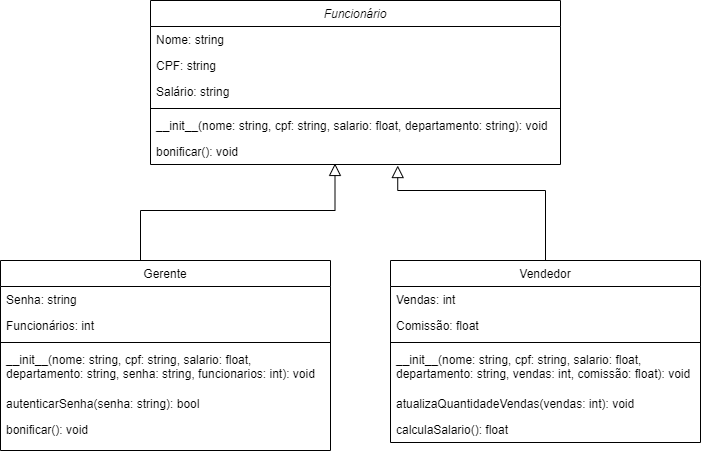 Funcionário
Nome: string
CPF: string
Salário: string
__init__(nome: string, cpf: string, salario: float, departamento: string): void
bonificar(): void
Gerente
Senha: string
Funcionários: int
__init__(nome: string, cpf: string, salario: float,
departamento: string, senha: string, funcionarios: int): void
autenticarSenha(senha: string): bool
bonificar(): void
Vendedor
Vendas: int
Comissão: float
__init__(nome: string, cpf: string, salario: float,
departamento: string, vendas: int, comissão: float): void
atualizaQuantidadeVendas(vendas: int): void
calculaSalario(): float